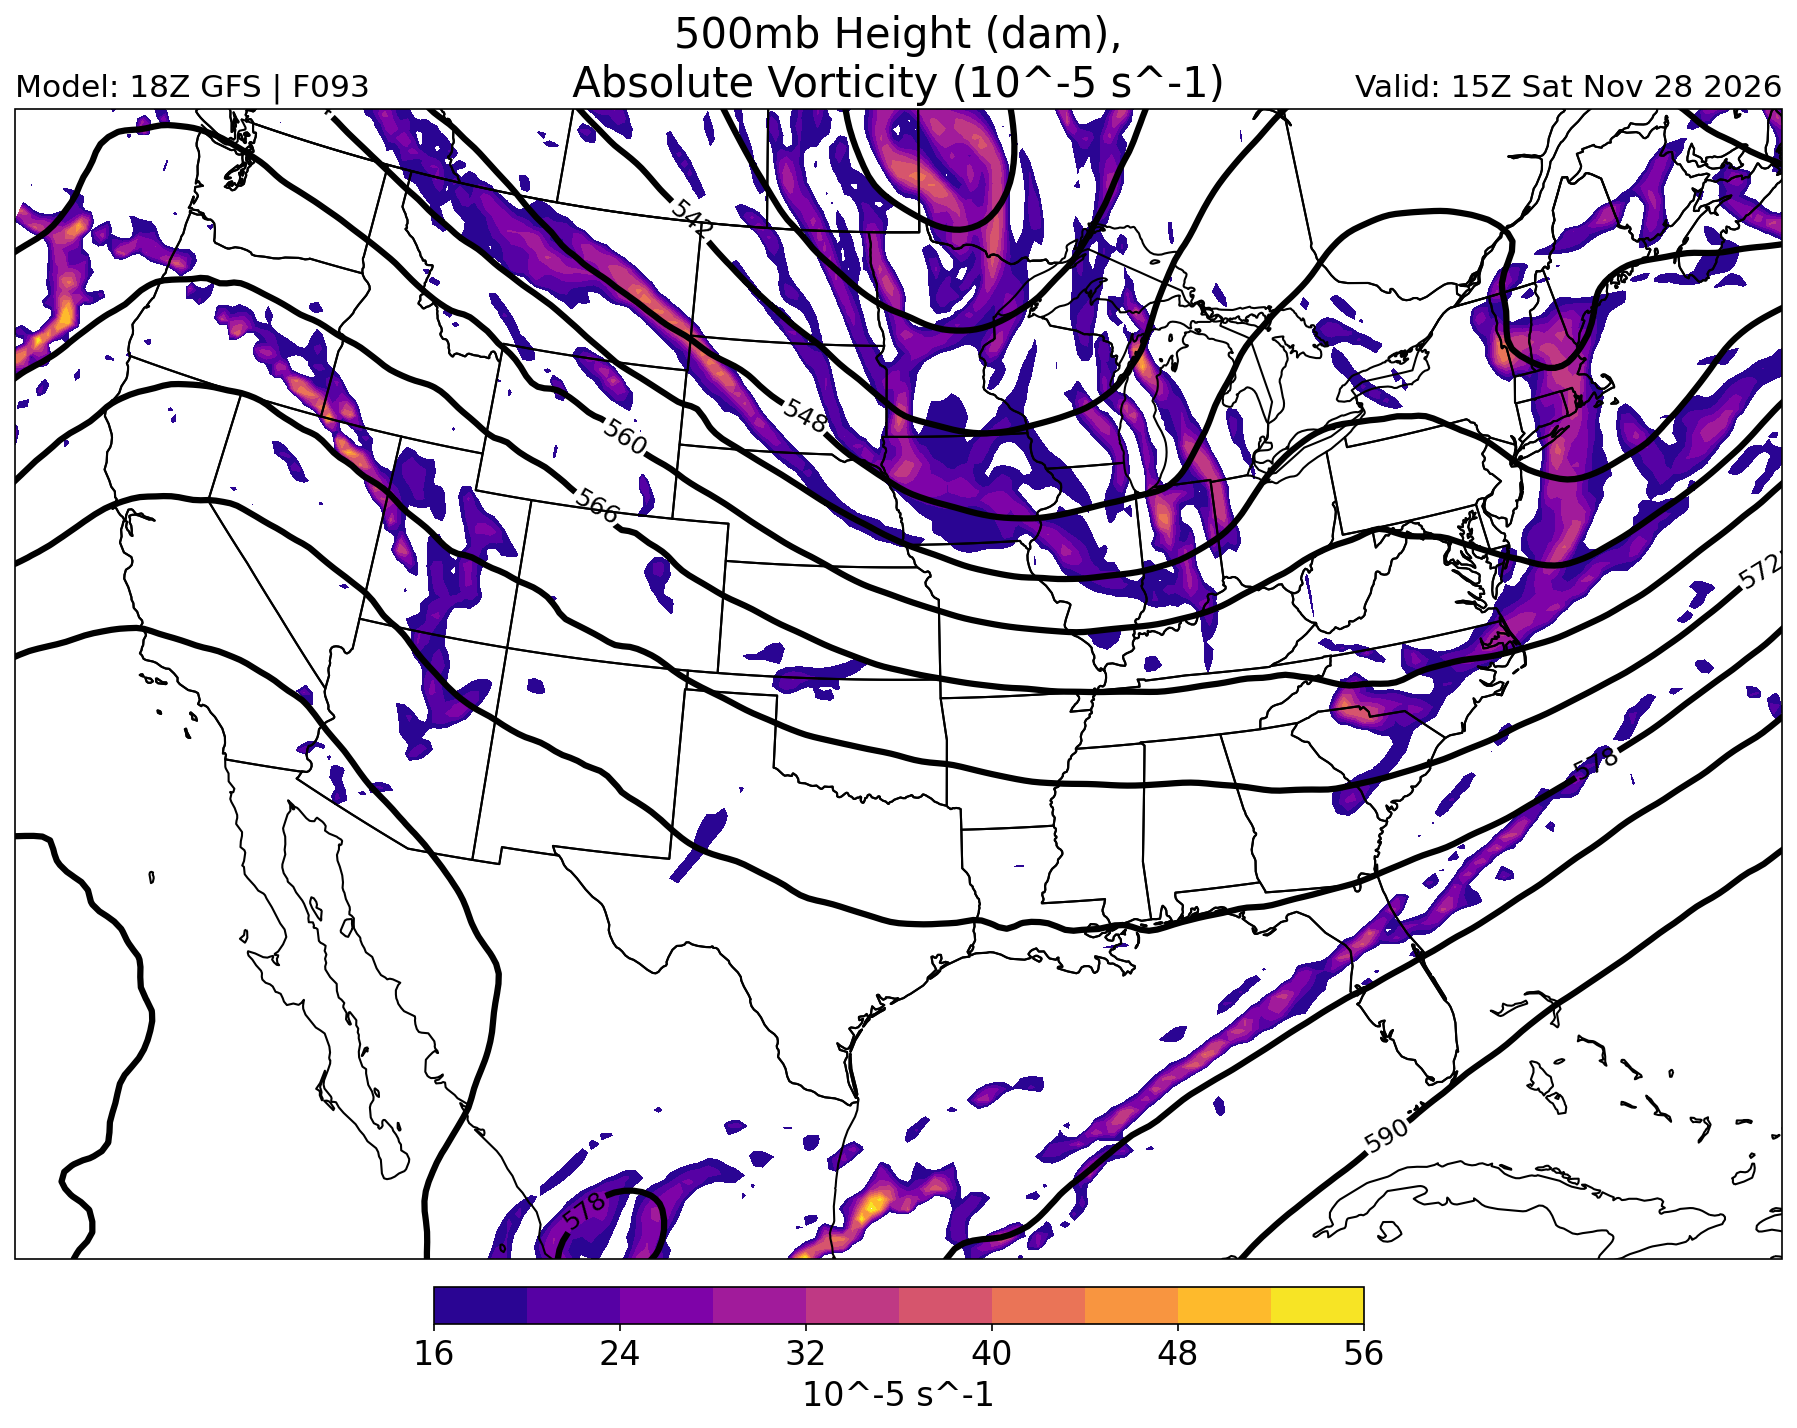 500mb Height (dam),
Model: 18Z GFS | F093
Absolute Vorticity (10^-5 s^-1)
Valid: 15Z Sat Nov 28 2026
542
548
560
566
572
578
590
578
16
24
32
40
48
56
10^-5 s^-1